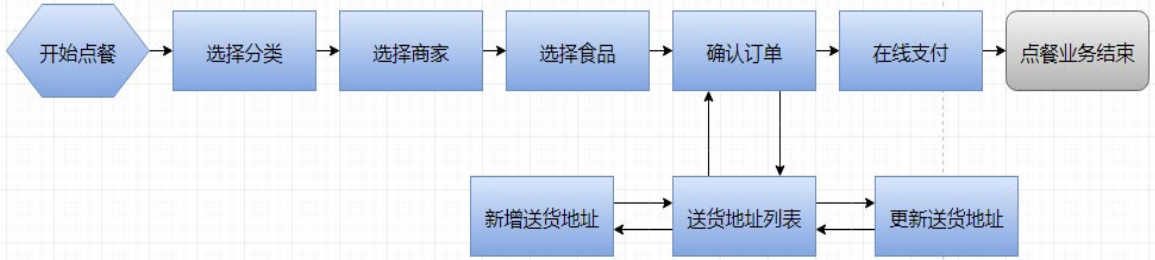 开始点餐
选择分类
选择商家
选择食品
确认订单
在线支付
点餐业务结束
新增送货地址
送货地址列表
更新送货地址